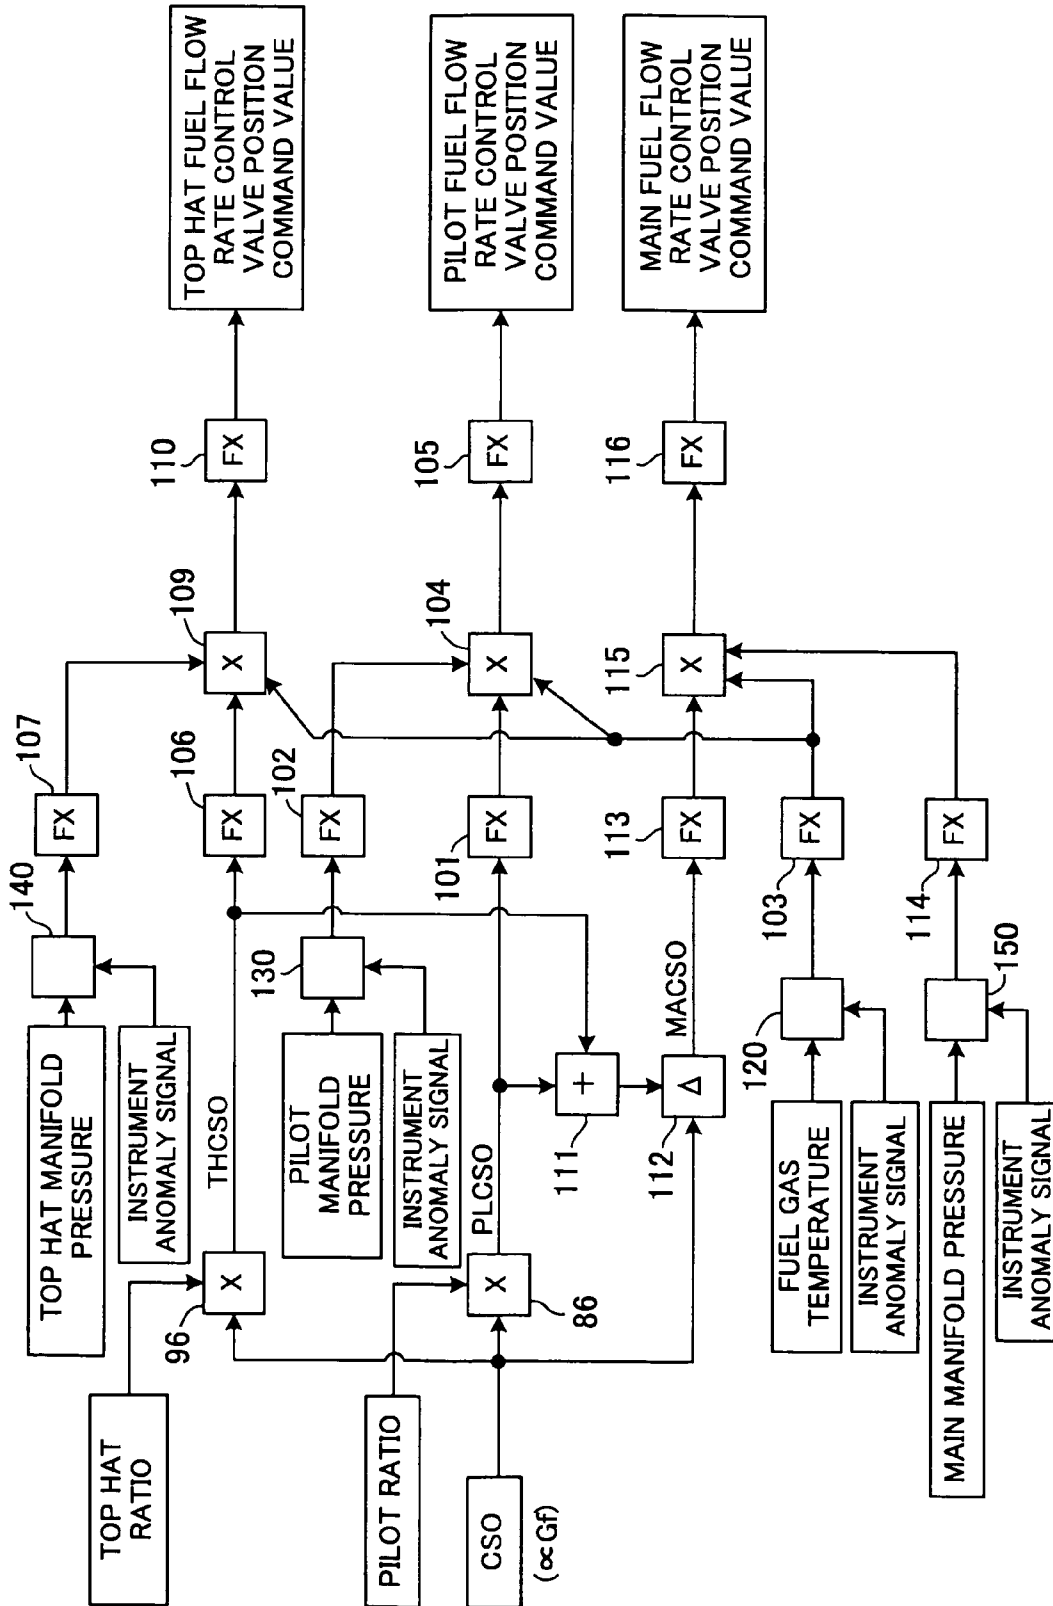 TOP HAT
RATIO
PILOT RATIO
CSO
(∝Gf)
TOP HAT MANIFOLD
PRESSURE
INSTRUMENT
ANOMALY SIGNAL
140
FX
107
96
X
THCSO
FX
106
X
109
FX
110
TOP HAT FUEL FLOW
RATE CONTROL
VALVE POSITION
COMMAND VALUE
PILOT
MANIFOLD
PRESSURE
INSTRUMENT
ANOMALY SIGNAL
130
FX
102
X
86
PLCSO
FX
101
X
104
FX
105
PILOT FUEL FLOW
RATE CONTROL
VALVE POSITION
COMMAND VALUE
+
111
Δ
112
MACSO
FX
113
X
115
FX
116
MAIN FUEL FLOW
RATE CONTROL
VALVE POSITION
COMMAND VALUE
FUEL GAS
TEMPERATURE
INSTRUMENT
ANOMALY SIGNAL
120
FX
103
MAIN MANIFOLD PRESSURE
INSTRUMENT
ANOMALY SIGNAL
150
FX
114